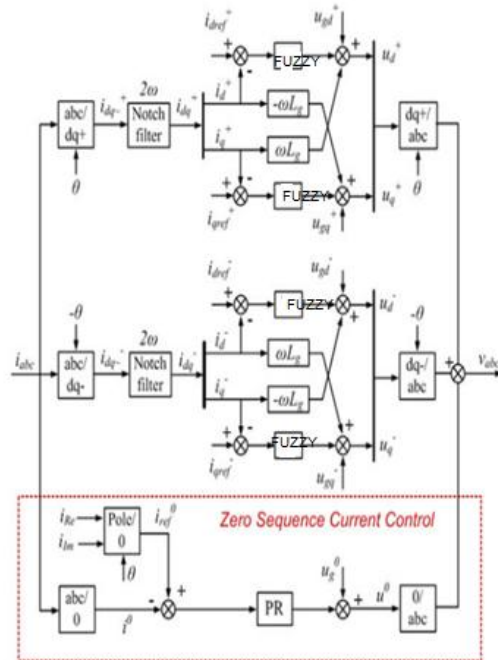 i_dref^+
u_gd^+
+
FUZZY
+
u_d^+
-
2ω
i_d^+
abc/
dq+
i_dq-^+
Notch
filter
i_dq^+
-ωL_g
dq+/
abc
i_q^+
ωL_g
θ
-
+
θ
+
FUZZY
+
u_q^+
i_qref^+
u_gq^+
i_dref^-
u_gd^-
+
FUZZY
+
u_d^-
-θ
-
+
-θ
2ω
i_d^-
i_abc
abc/
dq-
i_dq-^-
Notch
filter
i_dq^-
ωL_g
dq-/
abc
+
v_abc
i_q^-
-ωL_g
-
+
+
FUZZY
+
u_q^-
i_qref^-
u_gq^-
Zero Sequence Current Control
i_Re
Pole/
0
i_ref^0
i_Im
θ
+
u_g^0
abc/
0
-
i^0
PR
+
u^0
0/
abc